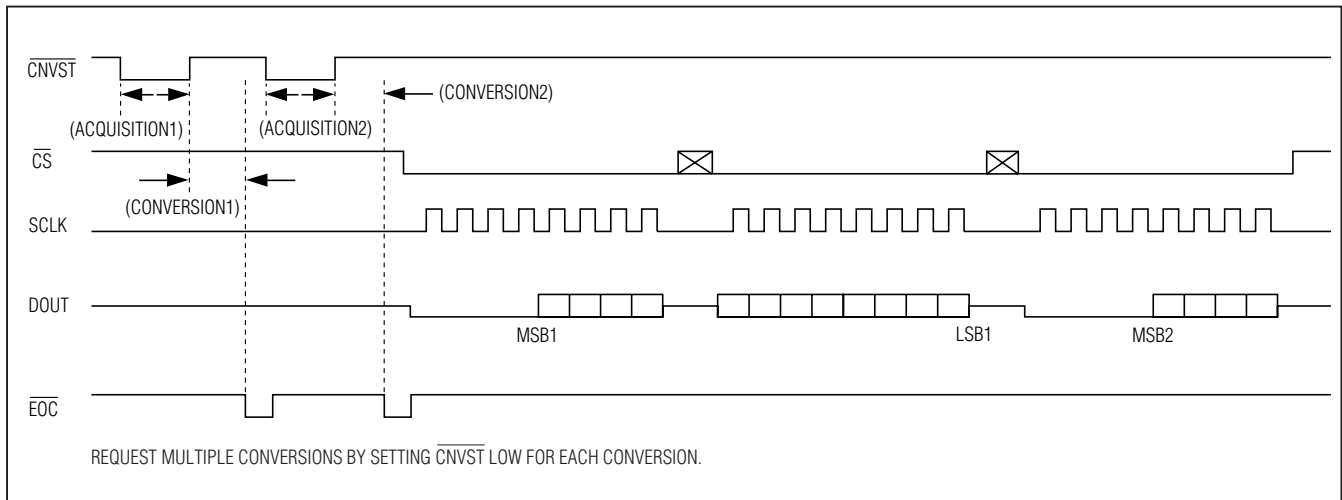 CNVST
(CONVERSION2)
(ACQUISITION1)
(ACQUISITION2)
CS
(CONVERSION1)
SCLK
DOUT
MSB1
LSB1
MSB2
EOC
REQUEST MULTIPLE CONVERSIONS BY SETTING CNVST LOW FOR EACH CONVERSION.